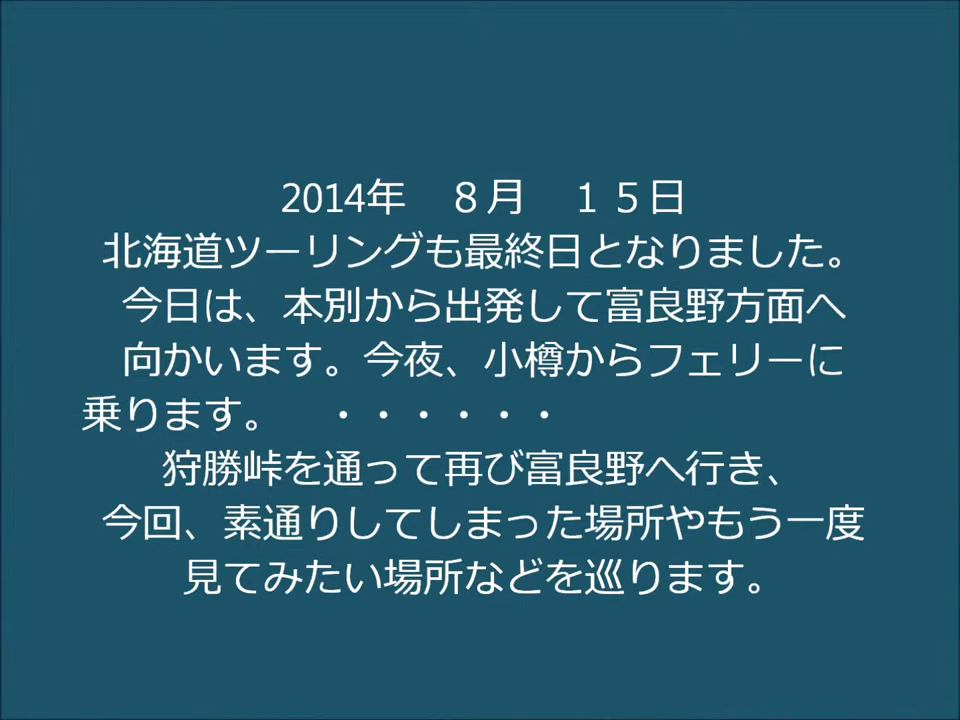 2014年　８月　１５日
北海道ツーリングも最終日となりました。
今日は、本別から出発して富良野方面へ
向かいます。今夜、小樽からフェリーに
乗ります。　・・・・・・
狩勝峠を通って再び富良野へ行き、
今回、素通りしてしまった場所やもう一度
見てみたい場所などを巡ります。